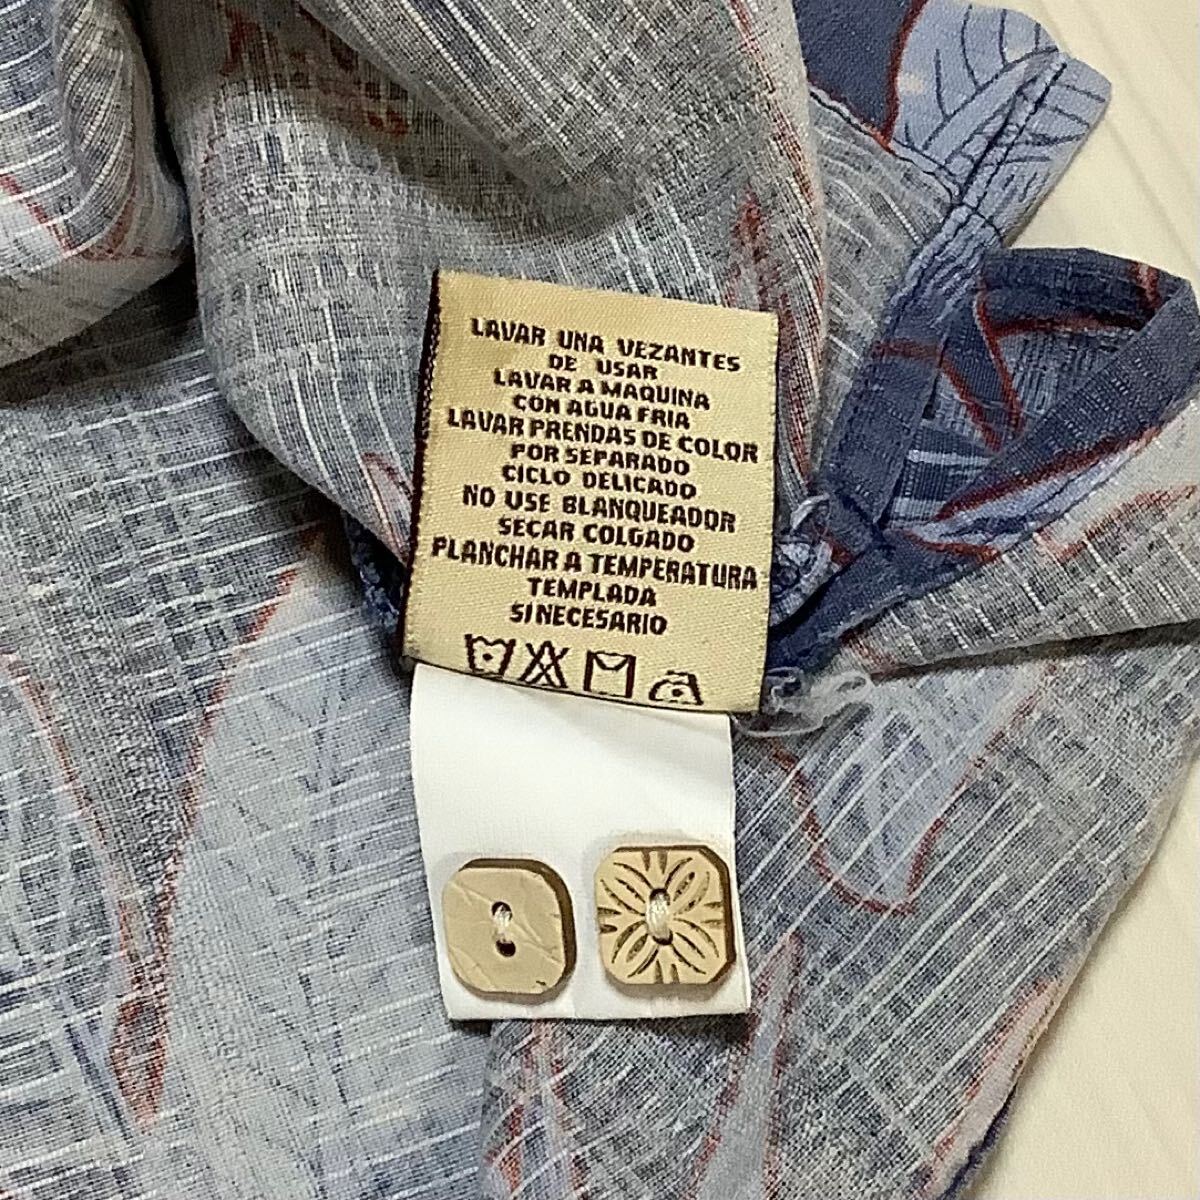 LAVAR UNA VEZANTES
DE USAR
LAVAR A MAQUINA
CON AGUA FRIA
LAVAR PRENDAS DE COLOR
POR SEPARADO
CICLO DELICADO
NO USE BLANQUEADOR
SECAR COLGADO
PLANCHAR A TEMPERATURA
TEMPLADA
SINECESARIO